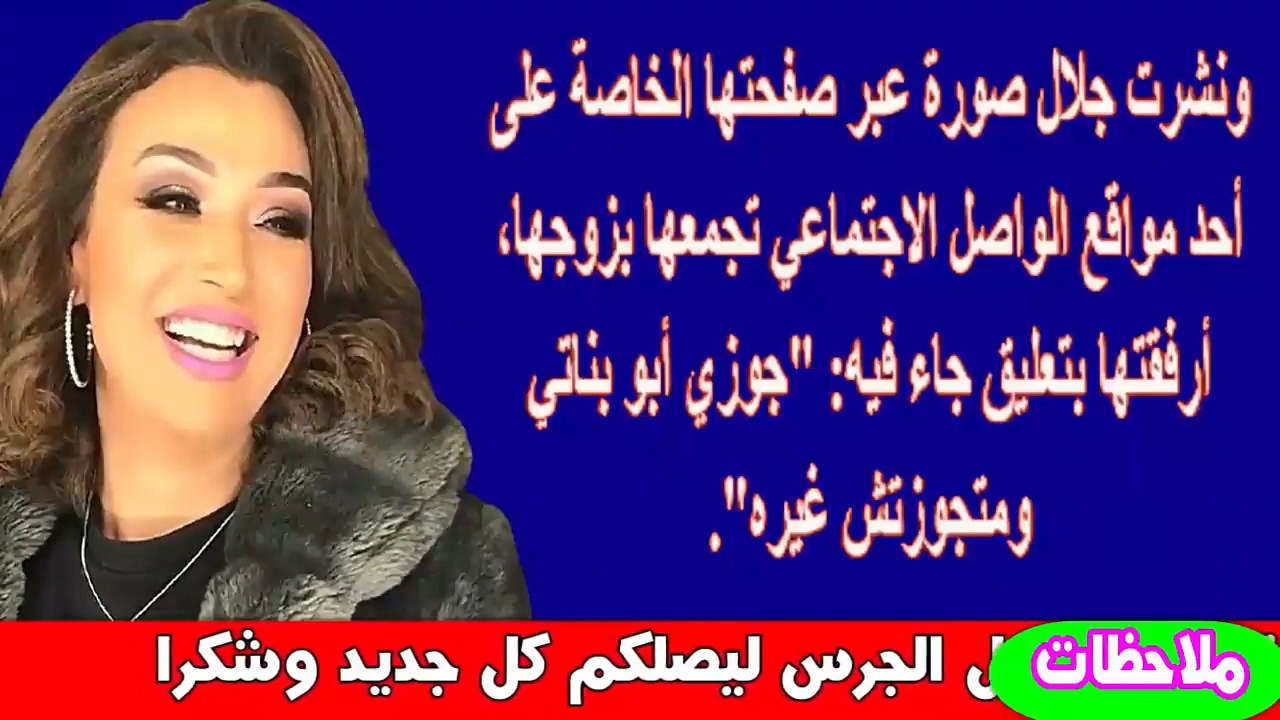 ونشرت جلال صورة عبر صفحتها الخاصة على
أحد مواقع الواصل الاجتماعي تجمعها بزوجها،
أرفقتها بتعليق جاء فيه: "جوزي أبو بناتي
ومتجوزتش غيره".
الجرس ليصلكم كل جديد وشكرا
ملاحظات